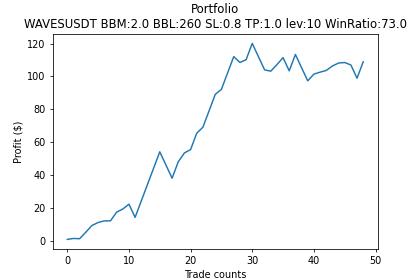 Portfolio
WAVESUSDT BBM:2.0 BBL:260 SL:0.8 TP:1.0 lev:10 WinRatio:73.0
120
100
80
60
40
20
0
Profit ($)
0 10 20 30 40 50
Trade counts